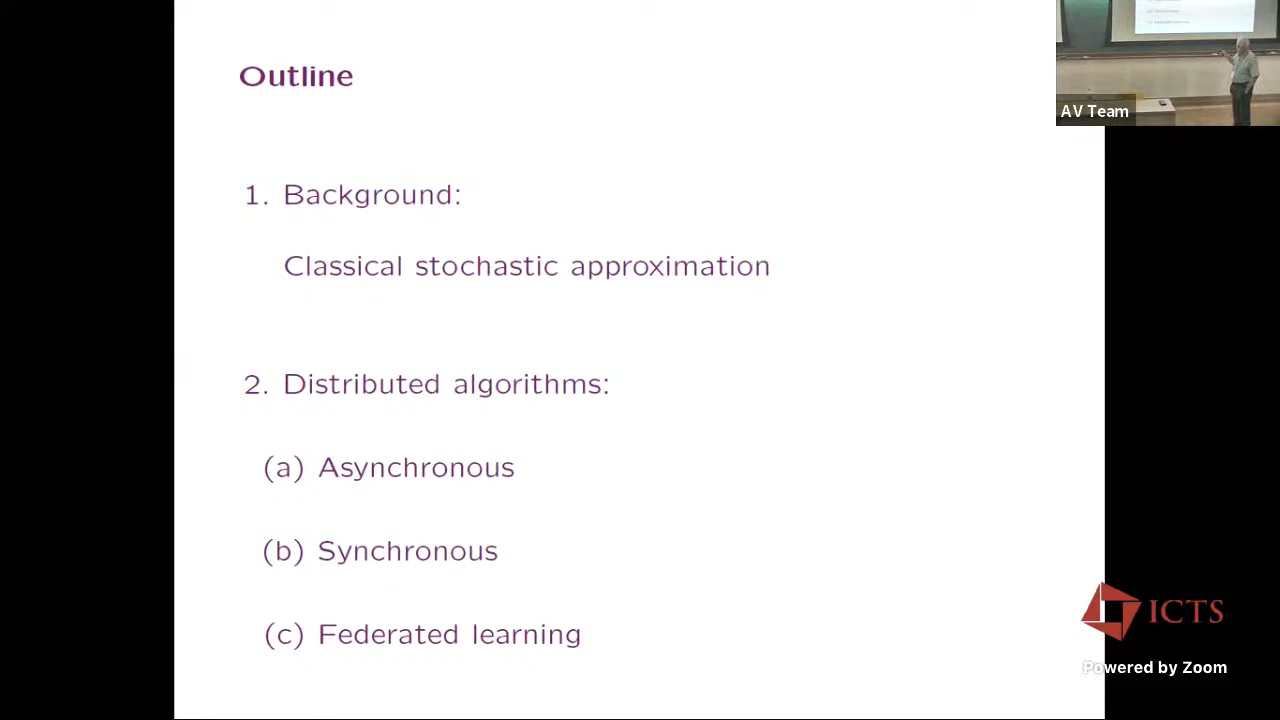 Outline
AV Team
1. Background:
Classical stochastic approximation
2. Distributed algorithms:
(a) Asynchronous
(b) Synchronous
(c) Federated learning
ICTS
Powered by Zoom